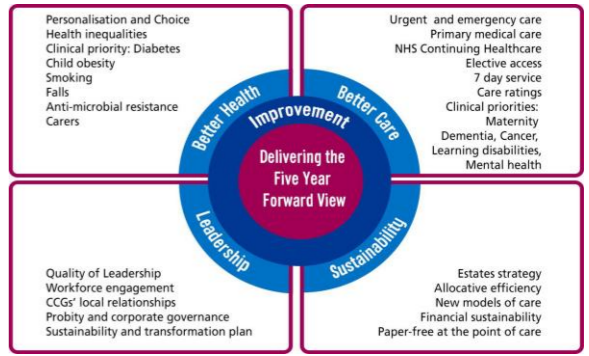 Personalisation and Choice
Health inequalities
Clinical priority: Diabetes
Child obesity
Smoking
Falls
Anti-microbial resistance
Carers
Urgent and emergency care
Primary medical care
NHS Continuing Healthcare
Elective access
7 day service
Care ratings
Clinical priorities:
Maternity
Dementia, Cancer,
Learning disabilities,
Mental health
Better Health
Better Care
Improvement
Delivering the
Five Year
Forward View
Leadership
Sustainability
Quality of Leadership
Workforce engagement
CCGs' local relationships
Probity and corporate governance
Sustainability and transformation plan
Estates strategy
Allocative efficiency
New models of care
Financial sustainability
Paper-free at the point of care